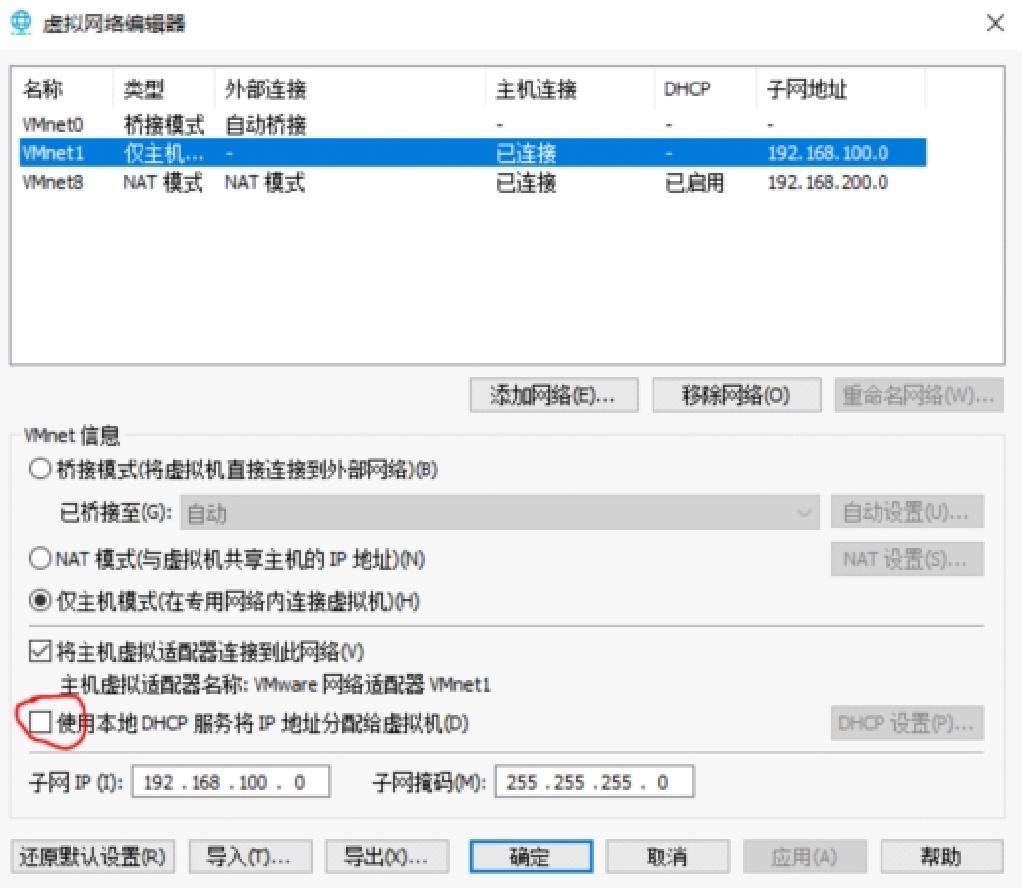 虚拟网络编辑器
名称 类型 外部连接 主机连接 DHCP 子网地址
VMnet0 桥接模式 自动桥接 - - -
VMnet1 仅主机... - 已连接 - 192.168.100.0
VMnet8 NAT 模式 NAT 模式 已连接 已启用 192.168.200.0
添加网络(E)... 移除网络(O) 重命名网络(W)...
VMnet 信息
桥接模式(将虚拟机直接连接到外部网络)(B)
已桥接至(G): 自动 自动设置(U)...
NAT 模式(与虚拟机共享主机的 IP 地址)(N) NAT 设置(S)...
仅主机模式(在专用网络内连接虚拟机)(H)
将主机虚拟适配器连接到此网络(V)
主机虚拟适配器名称: VMware 网络适配器 VMnet1
使用本地 DHCP 服务将 IP 地址分配给虚拟机(D) DHCP 设置(P)...
子网 IP (I): 192 . 168 . 100 . 0 子网掩码(M): 255 . 255 . 255 . 0
还原默认设置(R) 导入(T)... 导出(X)... 确定 取消 应用(A) 帮助